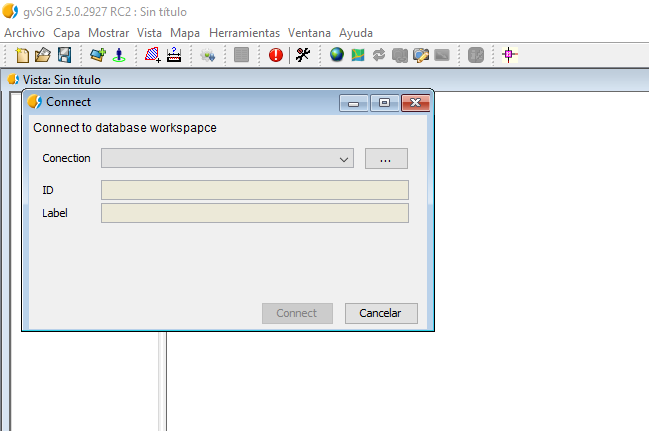 gvSIG 2.5.0.2927 RC2 : Sin título
Archivo Capa Mostrar Vista Mapa Herramientas Ventana Ayuda
Vista: Sin título
Connect
Connect to database workspapce
Conection
...
ID
Label
Connect Cancelar